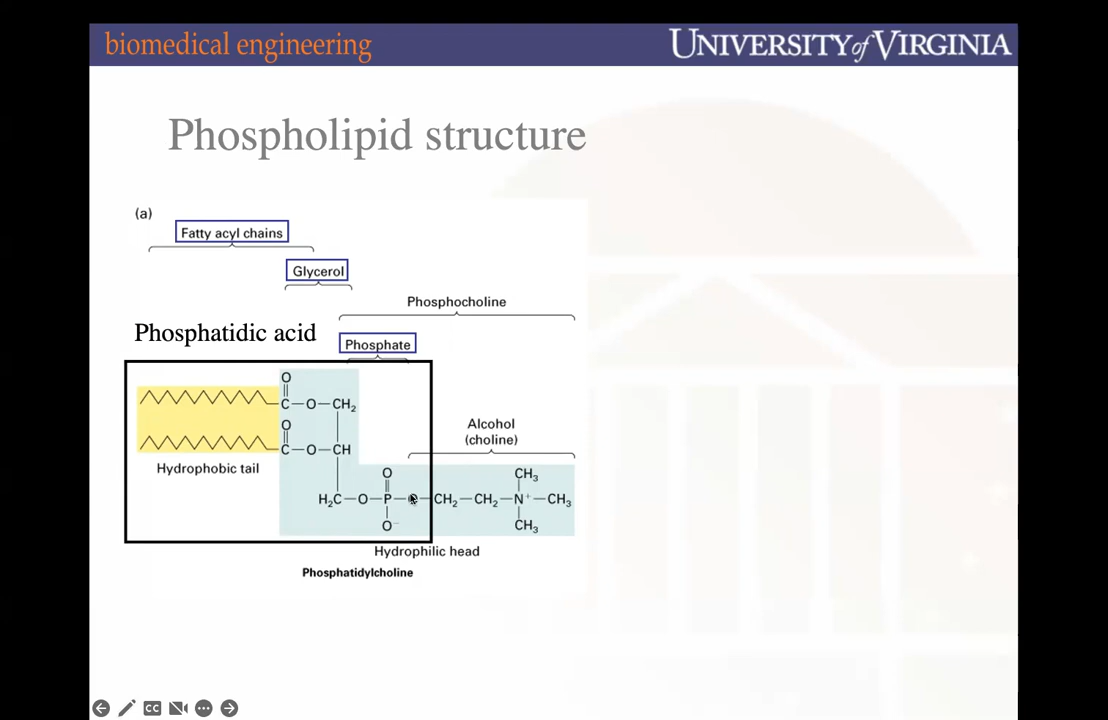 biomedical engineering
UNIVERSITY of VIRGINIA
Phospholipid structure
(a)
Fatty acyl chains
Glycerol
Phosphocholine
Phosphatidic acid
Phosphate
O
C—O—CH2
Alcohol
(choline)
O
C—O—CH
Hydrophobic tail
O
CH3
H2C—O—P—O—CH2—CH2—N+—CH3
O−
CH3
Hydrophilic head
Phosphatidylcholine
CC